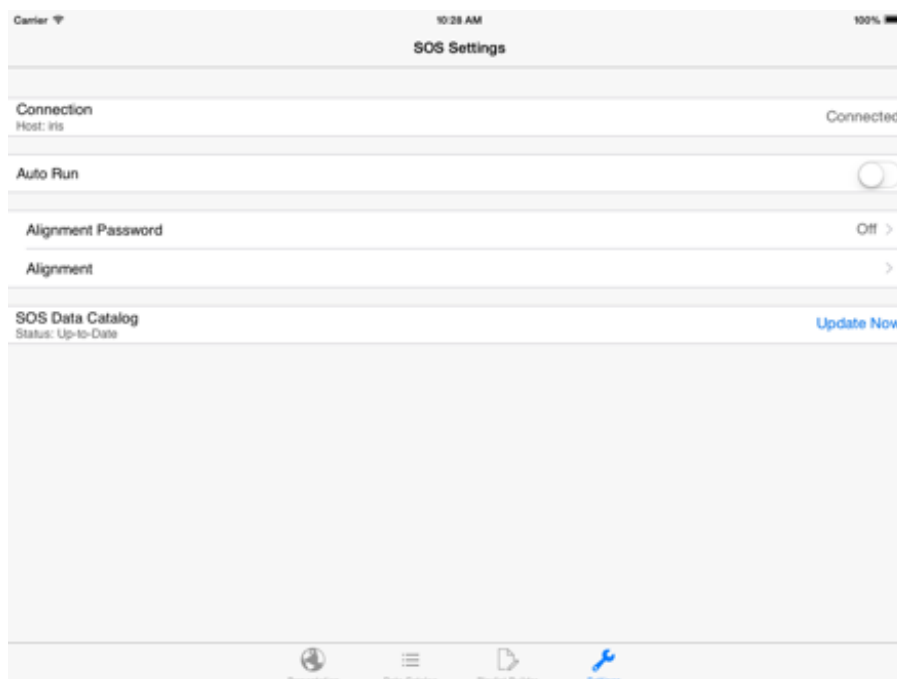 Carrier 10:28 AM 100%
SOS Settings
Connection Connected
Host: iris
Auto Run
Alignment Password Off
Alignment
SOS Data Catalog Update Now
Status: Up-to-Date